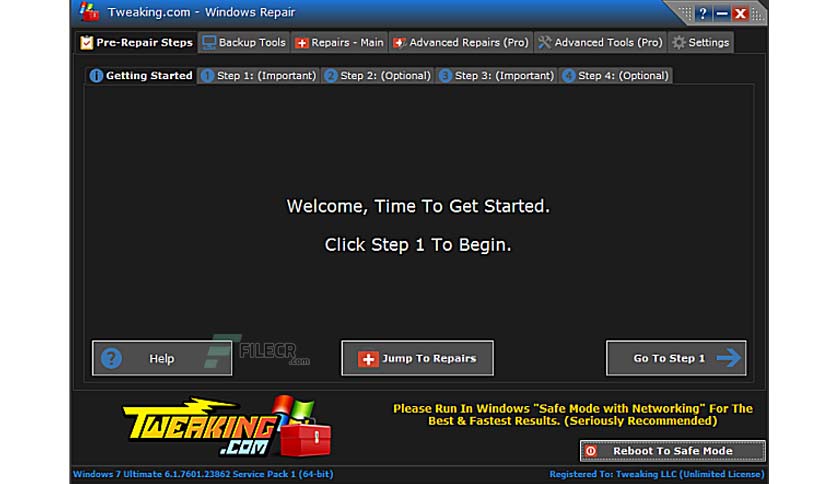 Tweaking.com - Windows Repair
?
Pre-Repair Steps Backup Tools Repairs - Main Advanced Repairs (Pro) Advanced Tools (Pro) Settings
i Getting Started 1 Step 1: (Important) 2 Step 2: (Optional) 3 Step 3: (Important) 4 Step 4: (Optional)
Welcome, Time To Get Started.
Click Step 1 To Begin.
? Help FILECR .com Jump To Repairs Go To Step 1
TWEAKING
.COM
Please Run In Windows "Safe Mode with Networking" For The
Best & Fastest Results. (Seriously Recommended)
Reboot To Safe Mode
Windows 7 Ultimate 6.1.7601.23862 Service Pack 1 (64-bit) Registered To: Tweaking LLC (Unlimited License)